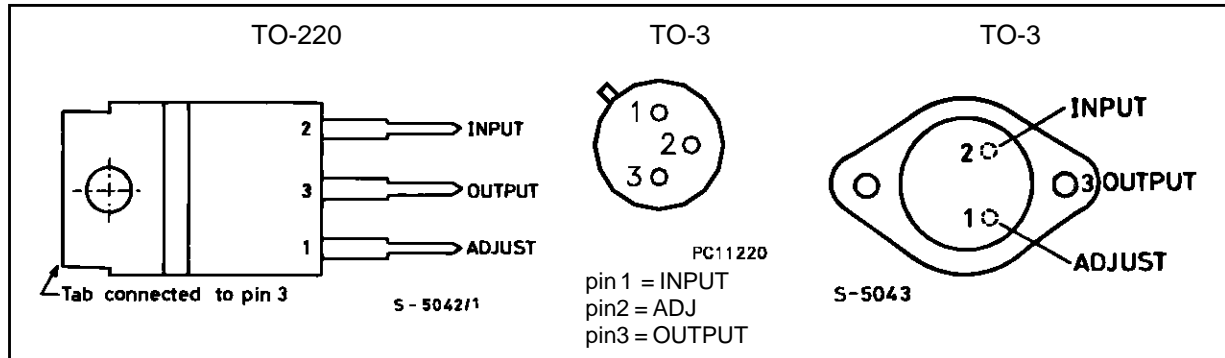 TO-220
2 INPUT
3 OUTPUT
1 ADJUST
Tab connected to pin 3
S-5042/1
TO-3
1
2
3
PC11220
pin 1 = INPUT
pin2 = ADJ
pin3 = OUTPUT
TO-3
INPUT
2
3 OUTPUT
1
ADJUST
S-5043